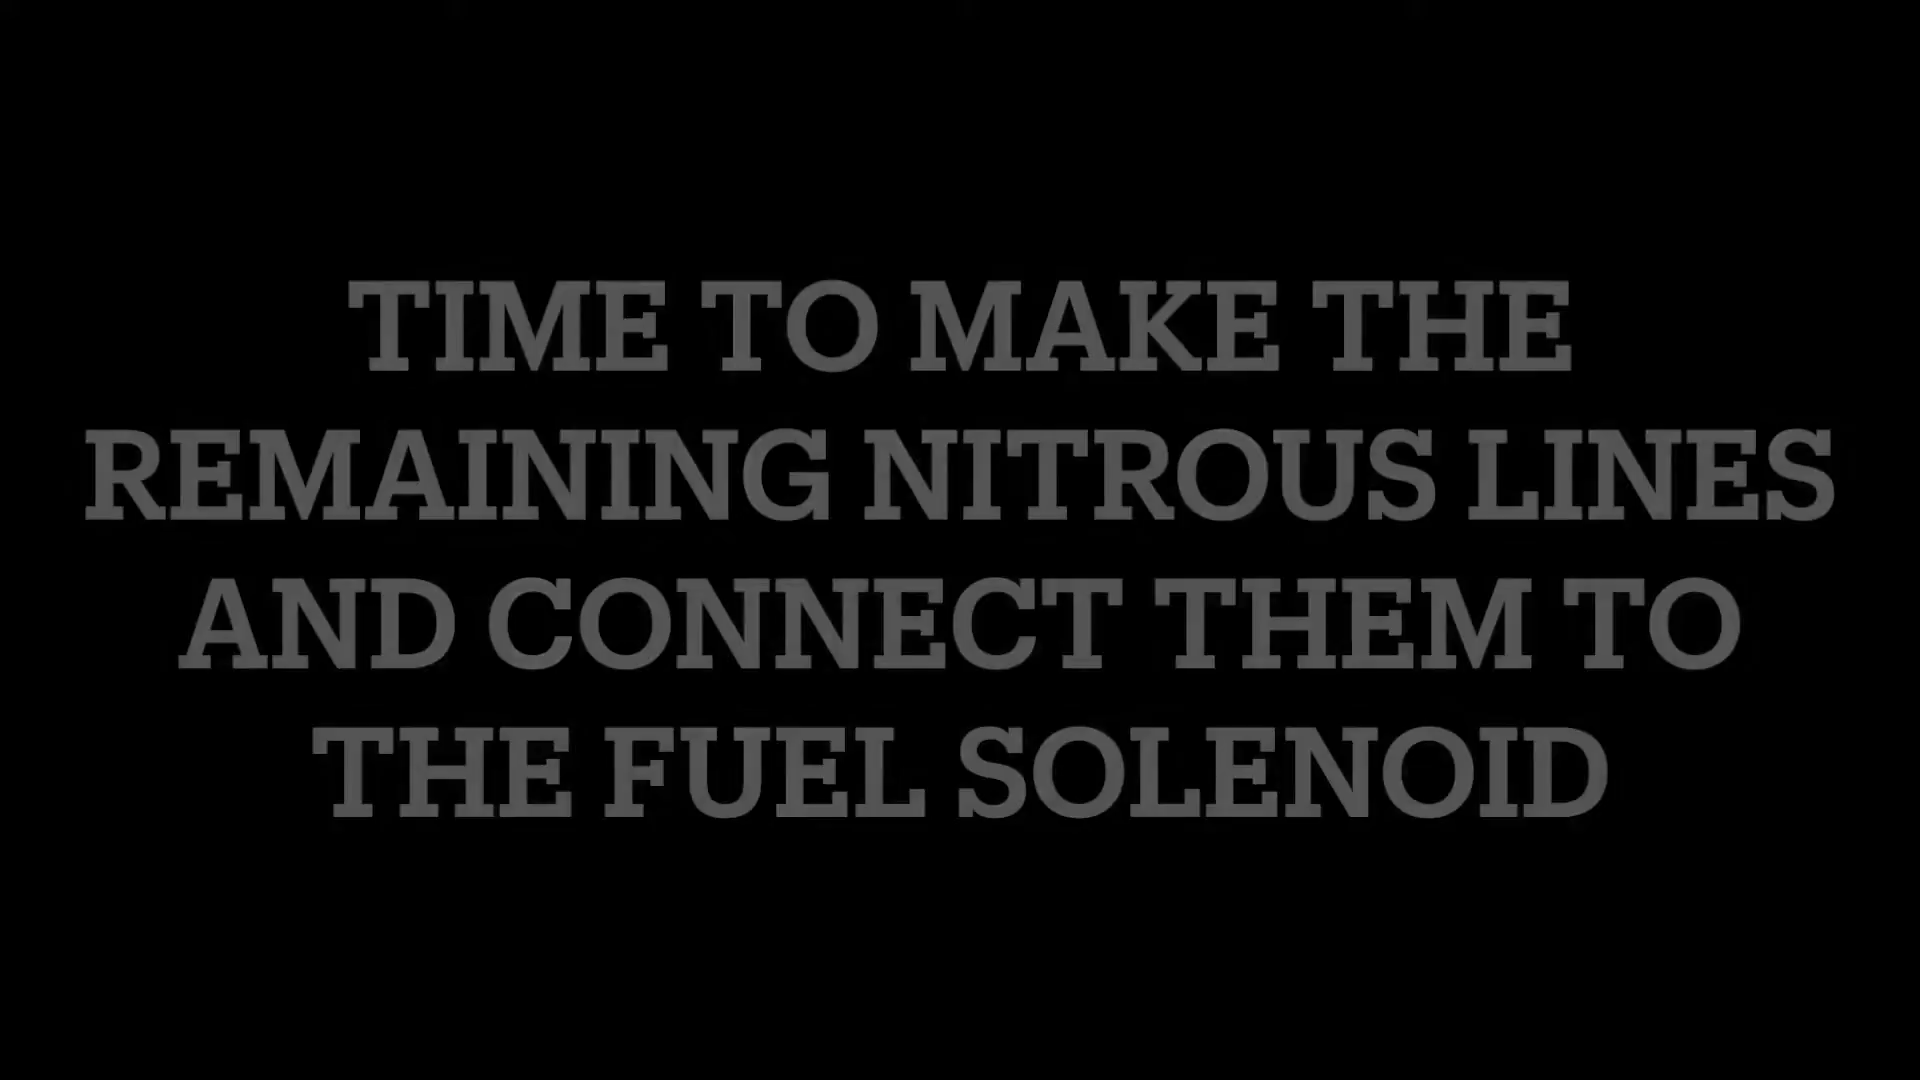 TIME TO MAKE THE
REMAINING NITROUS LINES
AND CONNECT THEM TO
THE FUEL SOLENOID